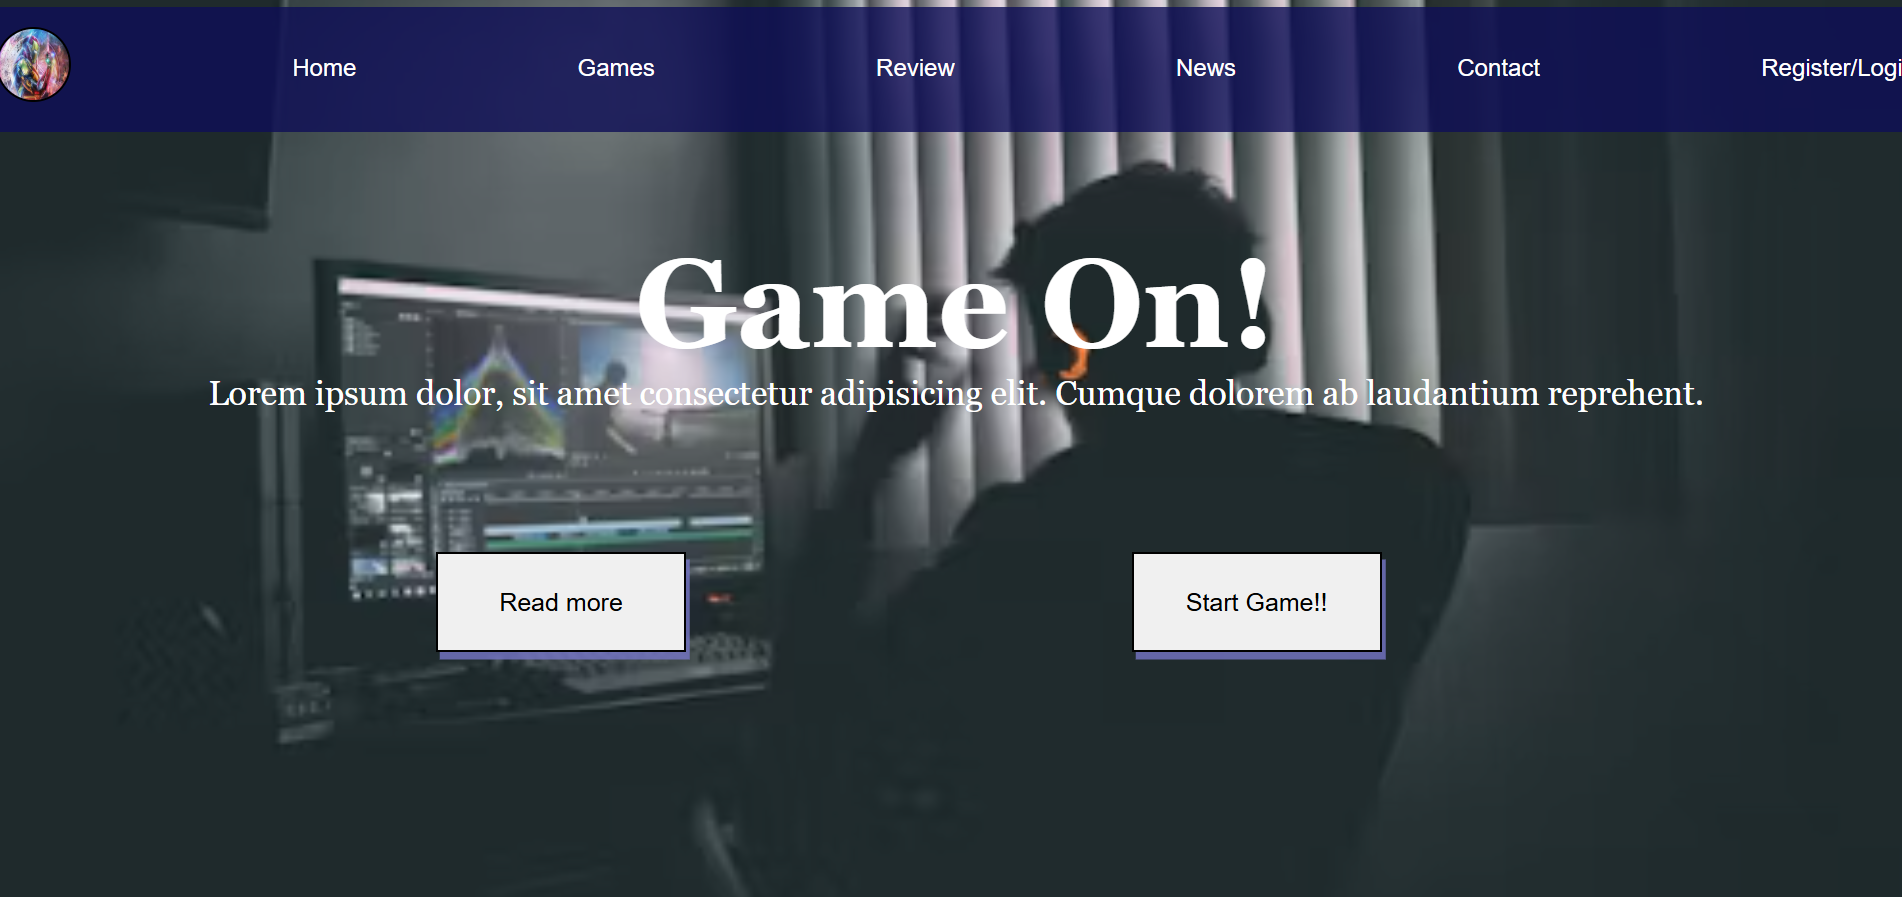 Home Games Review News Contact Register/Logi
Game On!
Lorem ipsum dolor, sit amet consectetur adipisicing elit. Cumque dolorem ab laudantium reprehent.
Read more Start Game!!